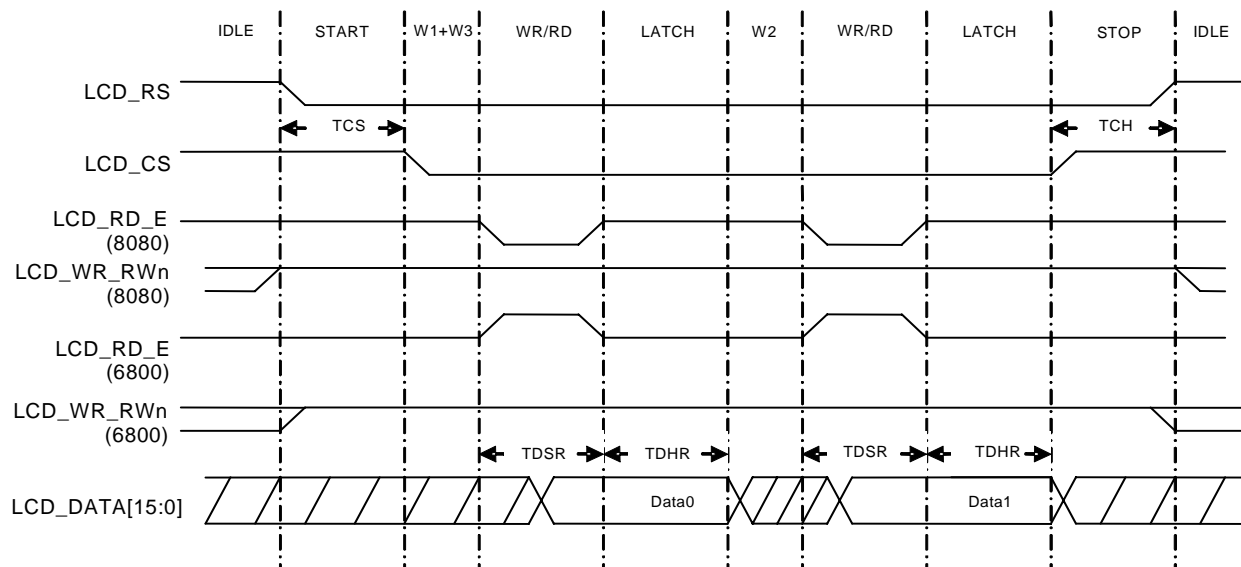 IDLE START W1+W3 WR/RD LATCH W2 WR/RD LATCH STOP IDLE
LCD_RS
TCS TCH
LCD_CS
LCD_RD_E
(8080)
LCD_WR_RWn
(8080)
LCD_RD_E
(6800)
LCD_WR_RWn
(6800)
TDSR TDHR TDSR TDHR
LCD_DATA[15:0] Data0 Data1